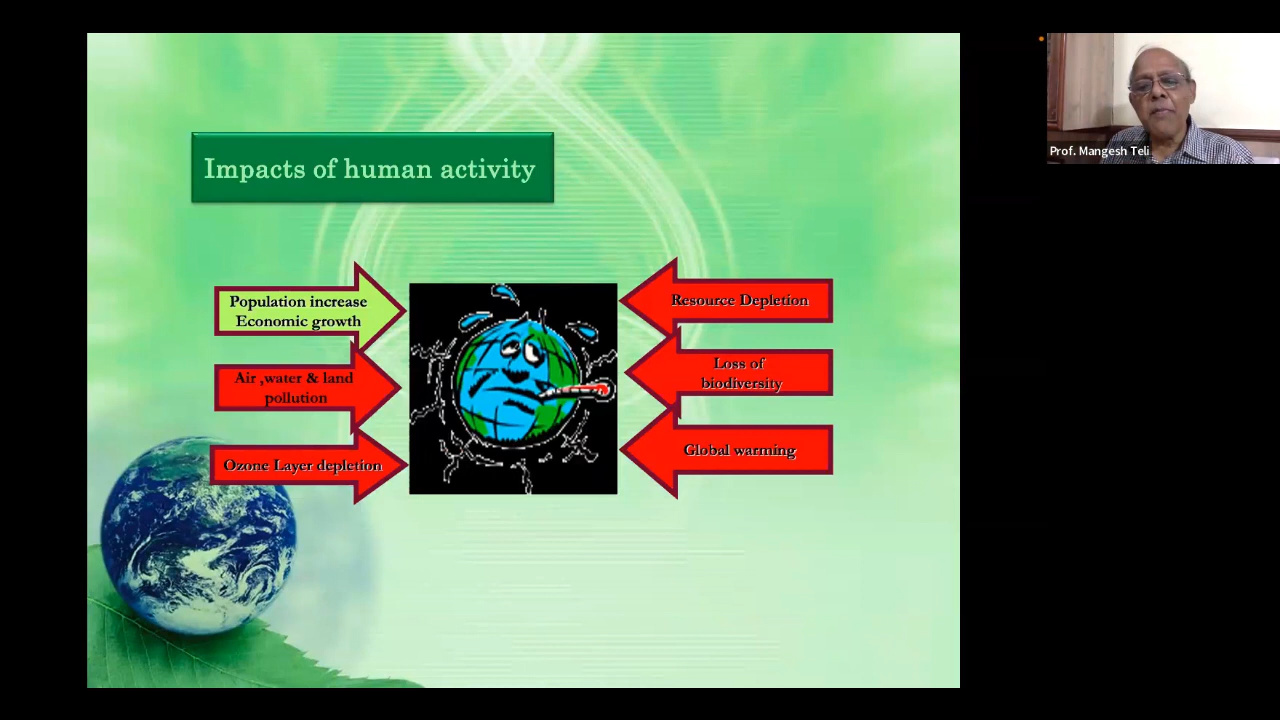 Impacts of human activity
Population increase
Economic growth
Air ,water & land
pollution
Ozone Layer depletion
Resource Depletion
Loss of
biodiversity
Global warming
Prof. Mangesh Teli